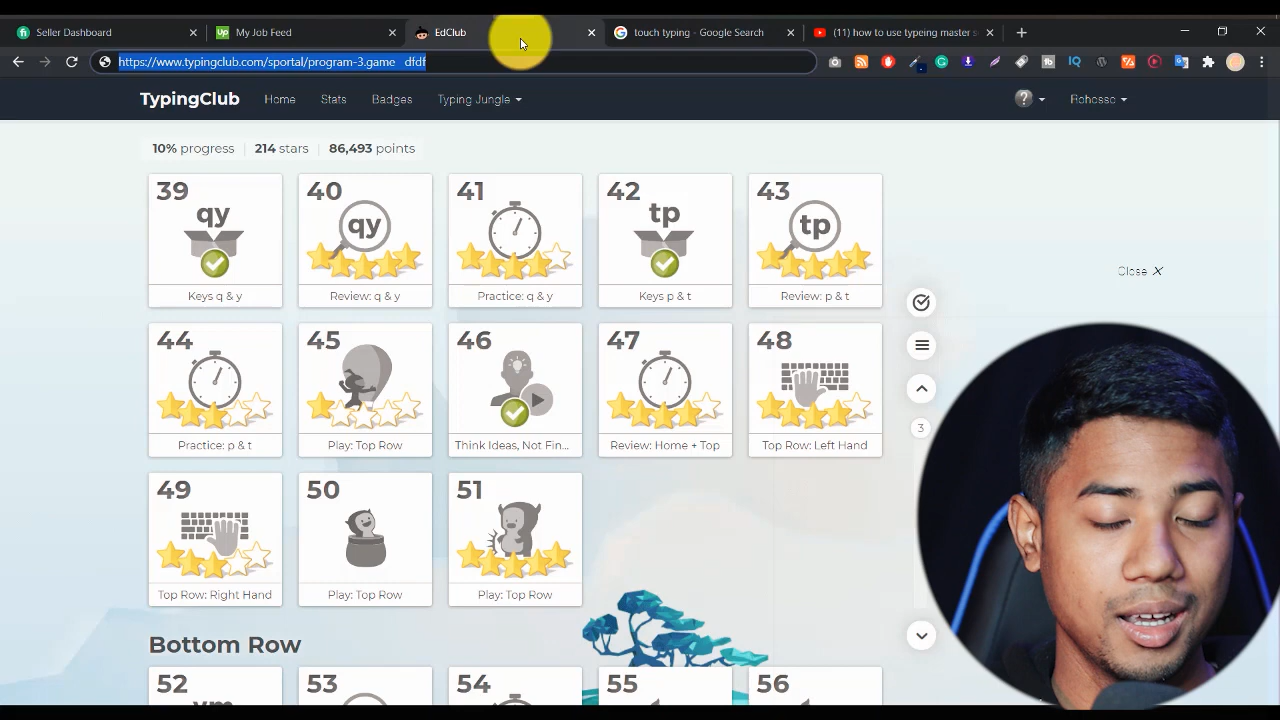 Seller Dashboard
My Job Feed
EdClub
touch typing - Google Search
(11) how to use typing master
https://www.typingclub.com/sportal/program-3.game dfdf
TypingClub Home Stats Badges Typing Jungle
Rohosso
10% progress 214 stars 86,493 points
39 40 41 42 43
qy qy tp tp
Keys q & y Review: q & y Practice: q & y Keys p & t Review: p & t
Close X
44 45 46 47 48
Practice: p & t Play: Top Row Think Ideas, Not Fin... Review: Home + Top Top Row: Left Hand
3
49 50 51
Top Row: Right Hand Play: Top Row Play: Top Row
Bottom Row
52 53 54 55 56